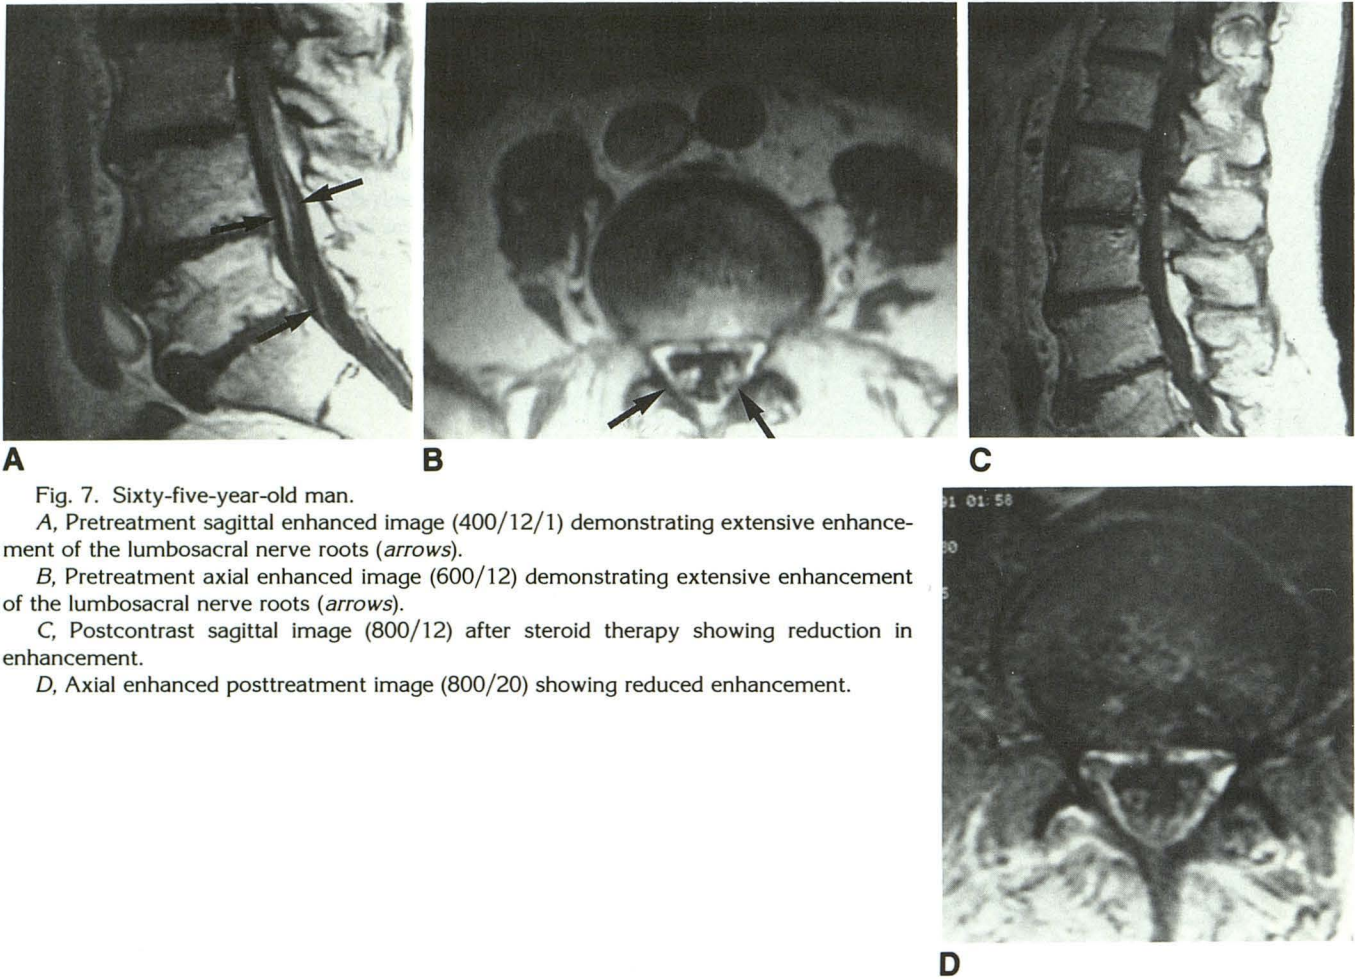 A
B
C
Fig. 7. Sixty-five-year-old man.
A, Pretreatment sagittal enhanced image (400/12/1) demonstrating extensive enhance-
ment of the lumbosacral nerve roots (arrows).
B, Pretreatment axial enhanced image (600/12) demonstrating extensive enhancement
of the lumbosacral nerve roots (arrows).
C, Postcontrast sagittal image (800/12) after steroid therapy showing reduction in
enhancement.
D, Axial enhanced posttreatment image (800/20) showing reduced enhancement.
91 01:58
5
D